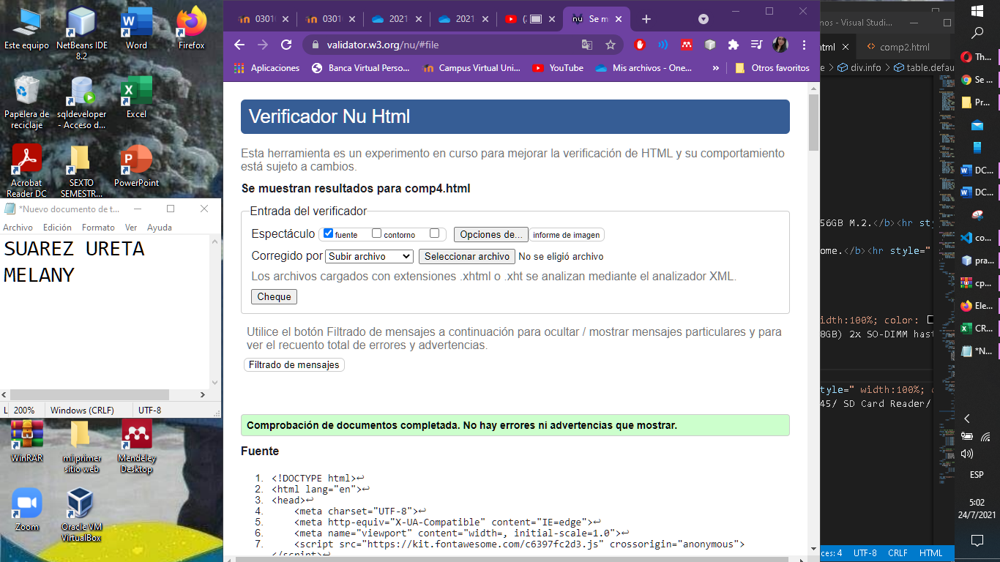 Este equipo
NetBeans IDE
8.2
Word
Firefox
Papelera de
reciclaje
sqldeveloper
- Acceso d...
Excel
Acrobat
Reader DC
SEXTO
SEMESTR...
PowerPoint
*Nuevo documento de t...
Archivo Edición Formato Ver Ayuda
SUAREZ URETA
MELANY
L 200% Windows (CRLF) UTF-8
WinRAR
mi primer
sitio web
Mendeley
Desktop
Zoom
Oracle VM
VirtualBox
0301
0301
2021
2021
Se m
validator.w3.org/nu/#file
Aplicaciones
Banca Virtual Perso...
Campus Virtual Uni...
YouTube
Mis archivos - One...
»
Otros favoritos
Verificador Nu Html
Esta herramienta es un experimento en curso para mejorar la verificación de HTML y su comportamiento
está sujeto a cambios.
Se muestran resultados para comp4.html
Entrada del verificador
Espectáculo fuente contorno Opciones de... informe de imagen
Corregido por Subir archivo Seleccionar archivo No se eligió archivo
Los archivos cargados con extensiones .xhtml o .xht se analizan mediante el analizador XML.
Cheque
Utilice el botón Filtrado de mensajes a continuación para ocultar / mostrar mensajes particulares y para
ver el recuento total de errores y advertencias.
Filtrado de mensajes
Comprobación de documentos completada. No hay errores ni advertencias que mostrar.
Fuente
1. <!DOCTYPE html>↩
2. <html lang="en">↩
3. <head>↩
4. <meta charset="UTF-8">↩
5. <meta http-equiv="X-UA-Compatible" content="IE=edge">↩
6. <meta name="viewport" content="width=, initial-scale=1.0">↩
7. <script src="https://kit.fontawesome.com/c6397fc2d3.js" crossorigin="anonymous">
</script>↩
nos - Visual Studi...
html
comp2.html
e > div.info > table.defau
56GB M.2.</b><hr sty
ome.</b><hr style="
idth:100%; color:
8GB) 2x SO-DIMM hast
tyle=" width:100%; c
45/ SD Card Reader/
ces: 4 UTF-8 CRLF HTML
Th...
Se ...
Pr...
DC...
DC...
co...
pra...
cp...
Ele...
CR...
*N...
ESP
5:02
24/7/2021